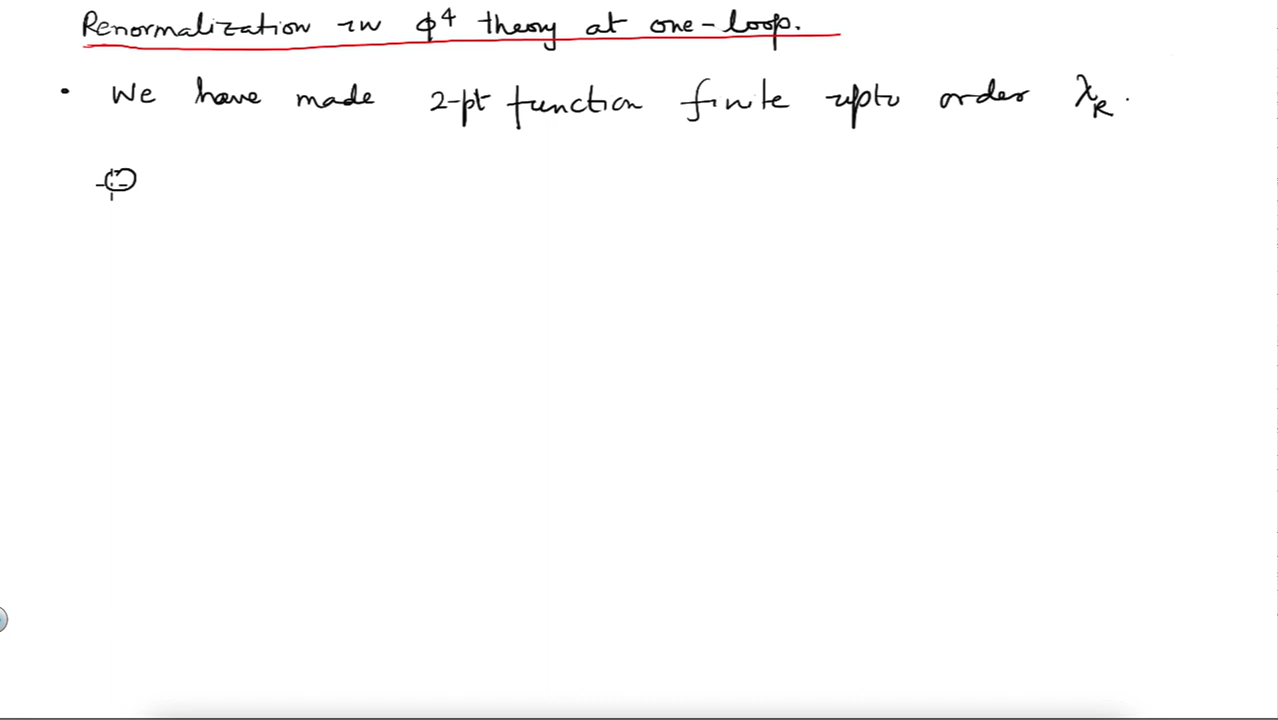 Renormalization in ϕ⁴ theory at one-loop.
• We have made 2-pt function finite upto order λ_R.